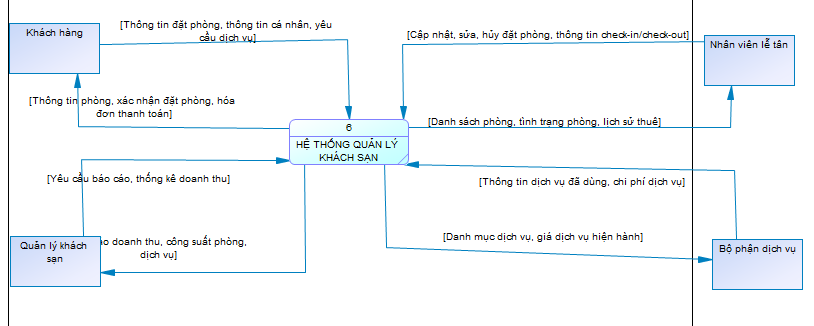 [Thông tin đặt phòng, thông tin cá nhân, yêu
cầu dịch vụ]
Khách hàng
[Cập nhật, sửa, hủy đặt phòng, thông tin check-in/check-out]
Nhân viên lễ tân
[Thông tin phòng, xác nhận đặt phòng, hóa
đơn thanh toán]
6
HỆ THỐNG QUẢN LÝ
KHÁCH SẠN
[Danh sách phòng, tình trạng phòng, lịch sử thuê]
[Yêu cầu báo cáo, thống kê doanh thu]
[Thông tin dịch vụ đã dùng, chi phí dịch vụ]
Quản lý khách
sạn
doanh thu, công suất phòng,
dịch vụ]
[Danh mục dịch vụ, giá dịch vụ hiện hành]
Bộ phận dịch vụ